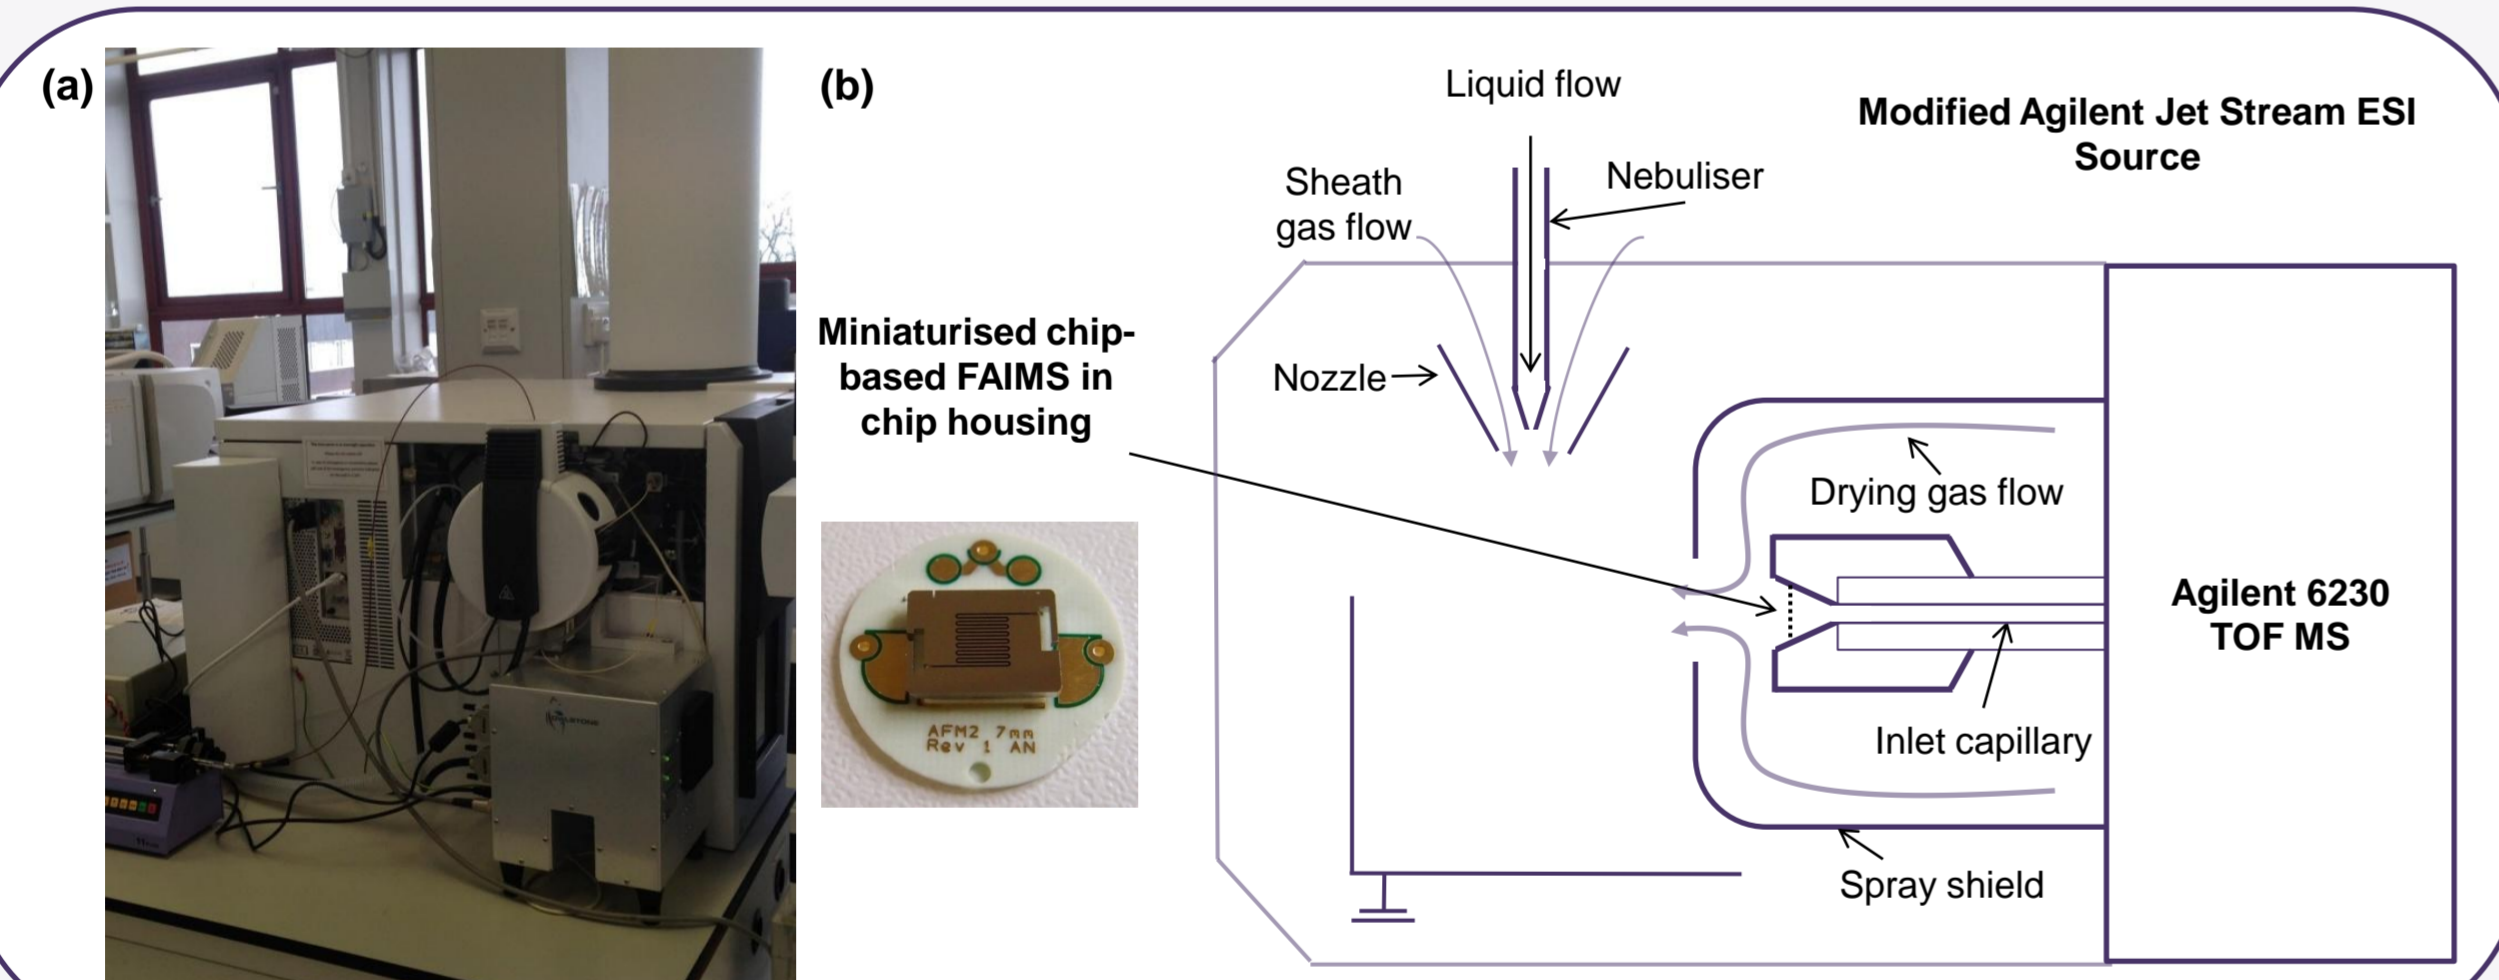 (a)
(b)
Liquid flow
Modified Agilent Jet Stream ESI
Source
Sheath
gas flow
Nebuliser
Miniaturised chip-
based FAIMS in
chip housing
Nozzle
Drying gas flow
Agilent 6230
TOF MS
Inlet capillary
Spray shield
AFM2 7mm
Rev 1 AN